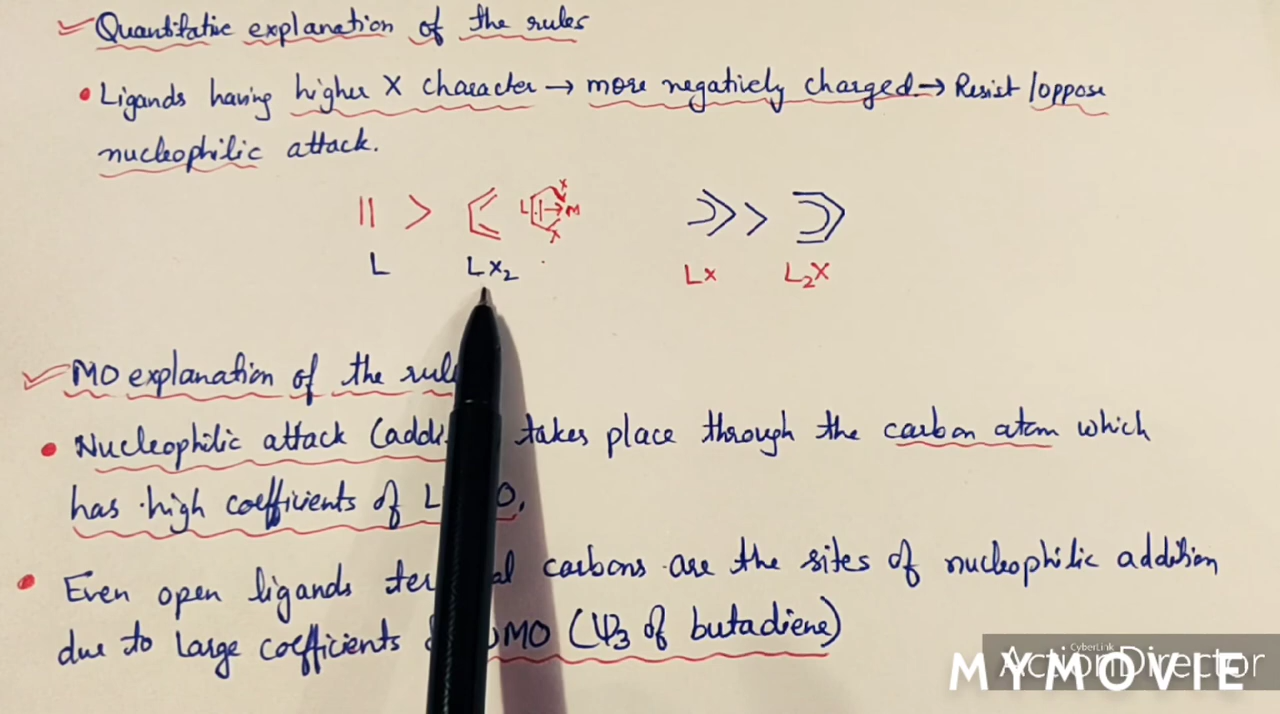 Quantitative explanation of the rules
• Ligands having higher X character → more negatively charged → Resist /oppose
nucleophilic attack.
|| > L X M X
L LX₂ LX > L₂X
MO explanation of the
• Nucleophilic attack takes place through the carbon atom which
has high coefficients of
• Even open ligands carbons are the sites of nucleophilic addition
due to large coefficients (Ψ₃ of butadiene)
CyberLink
ActionDirector
MYMOVIE